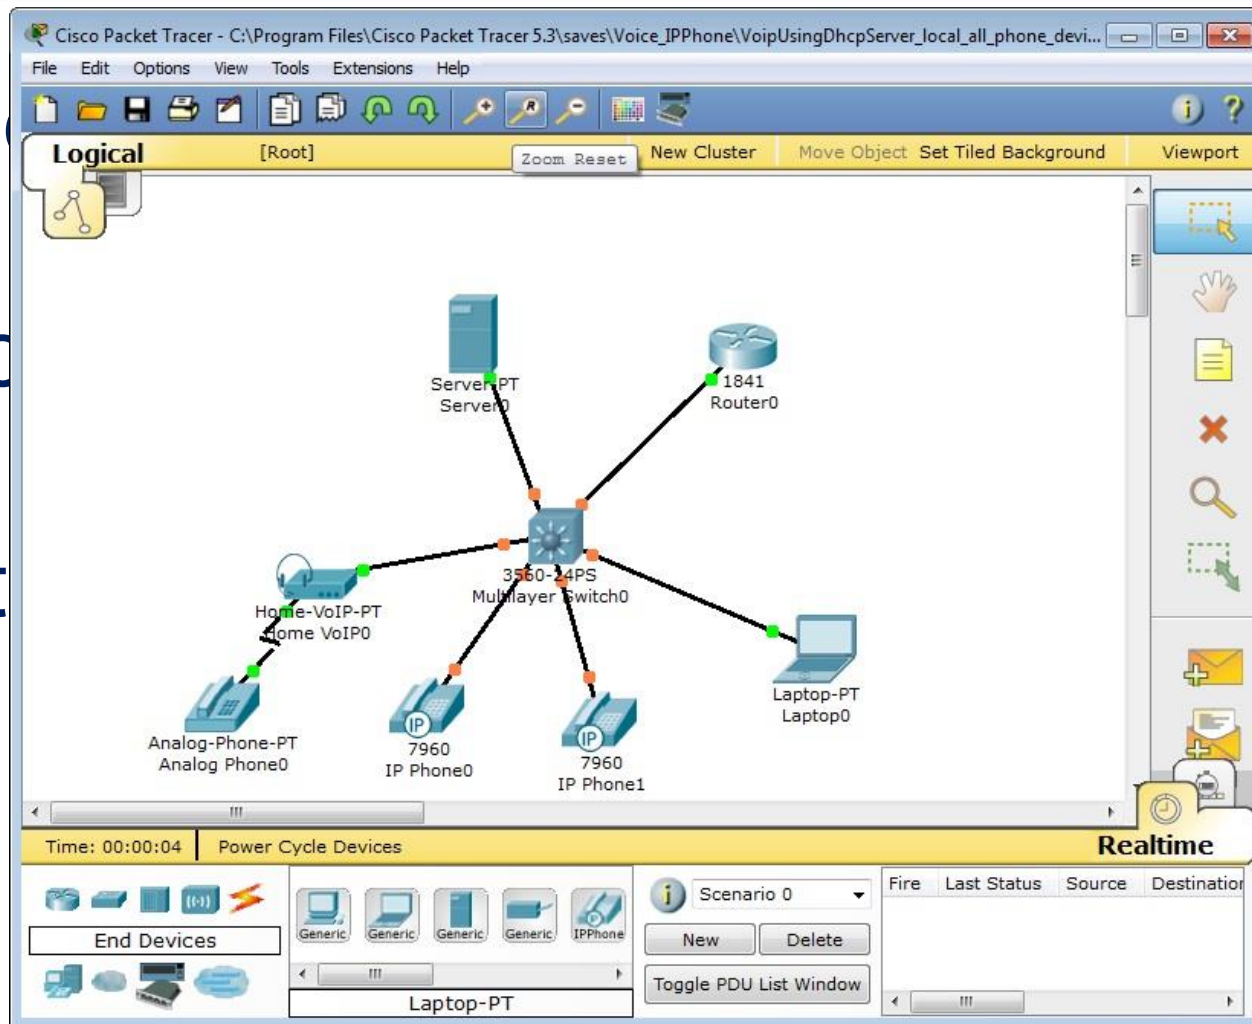 Cisco Packet Tracer - C:\Program Files\Cisco Packet Tracer 5.3\saves\Voice_IPPhone\VoipUsingDhcpServer_local_all_phone_devi...
File Edit Options View Tools Extensions Help
R
i ?
Logical [Root] New Cluster Move Object Set Tiled Background Viewport
Zoom Reset
Server-PT
Server0
1841
Router0
3560-24PS
Multilayer Switch0
Home-VoIP-PT
Home VoIP0
Laptop-PT
Laptop0
IP
IP
Analog-Phone-PT
Analog Phone0
7960
IP Phone0
7960
IP Phone1
Time: 00:00:04 Power Cycle Devices Realtime
Fire Last Status Source Destination
i Scenario 0
Generic Generic Generic Generic IPPhone
End Devices
New Delete
Toggle PDU List Window
Laptop-PT